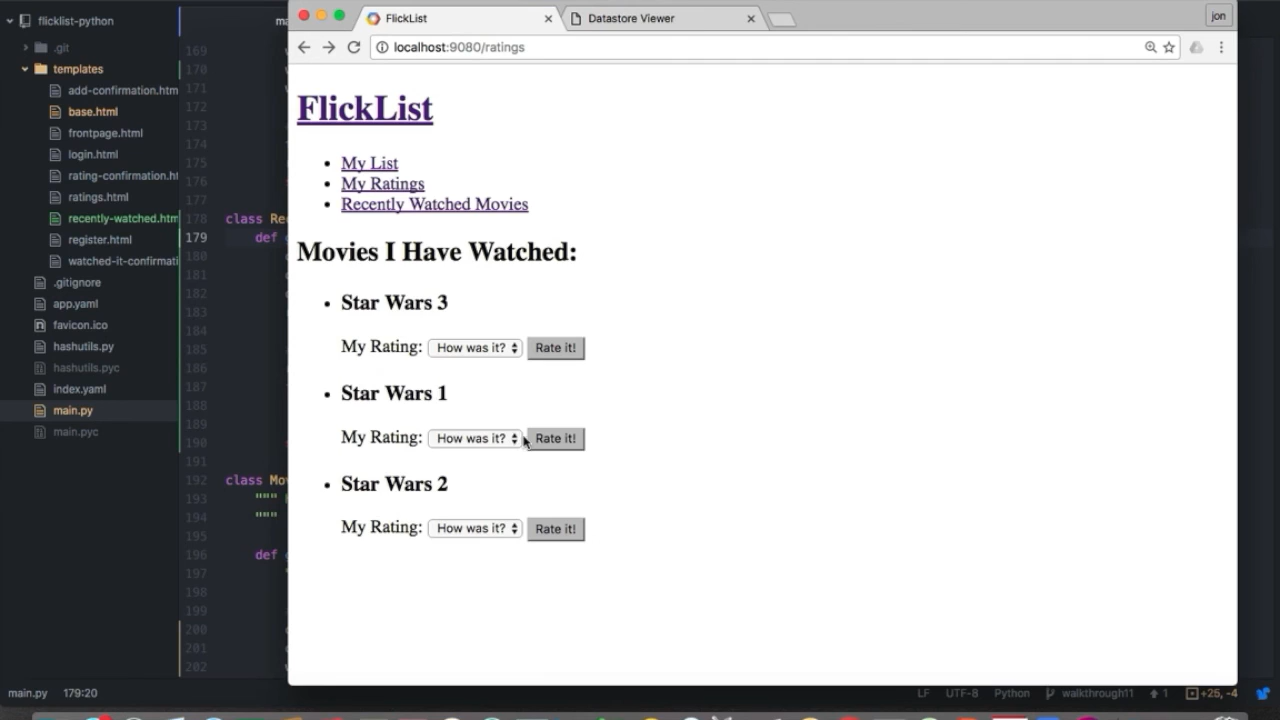 flicklist-python
.git
templates
add-confirmation.htm
base.html
frontpage.html
login.html
rating-confirmation.ht
ratings.html
recently-watched.htm
register.html
watched-it-confirmati
.gitignore
app.yaml
favicon.ico
hashutils.py
hashutils.pyc
index.yaml
main.py
main.pyc
ma
169
170
171
172
173
174
175
176
177
178 class Re
179 def
180
181
182
183
184
185
186
187
188
189
190
191
192 class Mo
193 """
194 """
195
196 def
197
198
199
200
201
202
FlickList
Datastore Viewer
jon
localhost:9080/ratings
FlickList
• My List
• My Ratings
• Recently Watched Movies
Movies I Have Watched:
• Star Wars 3
My Rating: How was it? Rate it!
• Star Wars 1
My Rating: How was it? Rate it!
• Star Wars 2
My Rating: How was it? Rate it!
main.py 179:20 LF UTF-8 Python walkthrough11 1 +25, -4